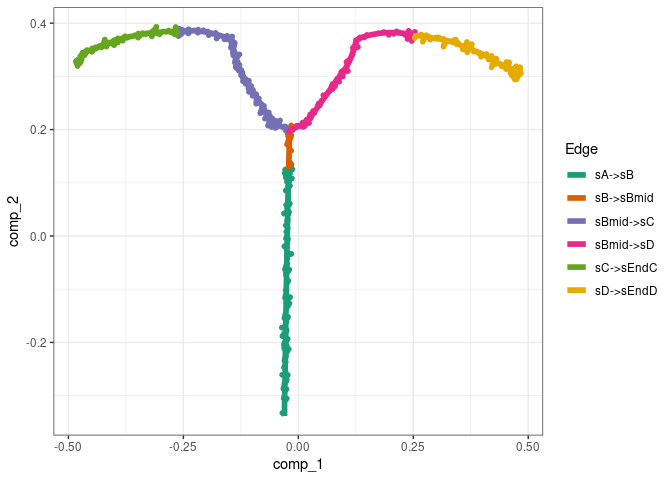 0.4
0.2
0.0
-0.2
comp_2
-0.50
-0.25
0.00
0.25
0.50
comp_1
Edge
sA->sB
sB->sBmid
sBmid->sC
sBmid->sD
sC->sEndC
sD->sEndD